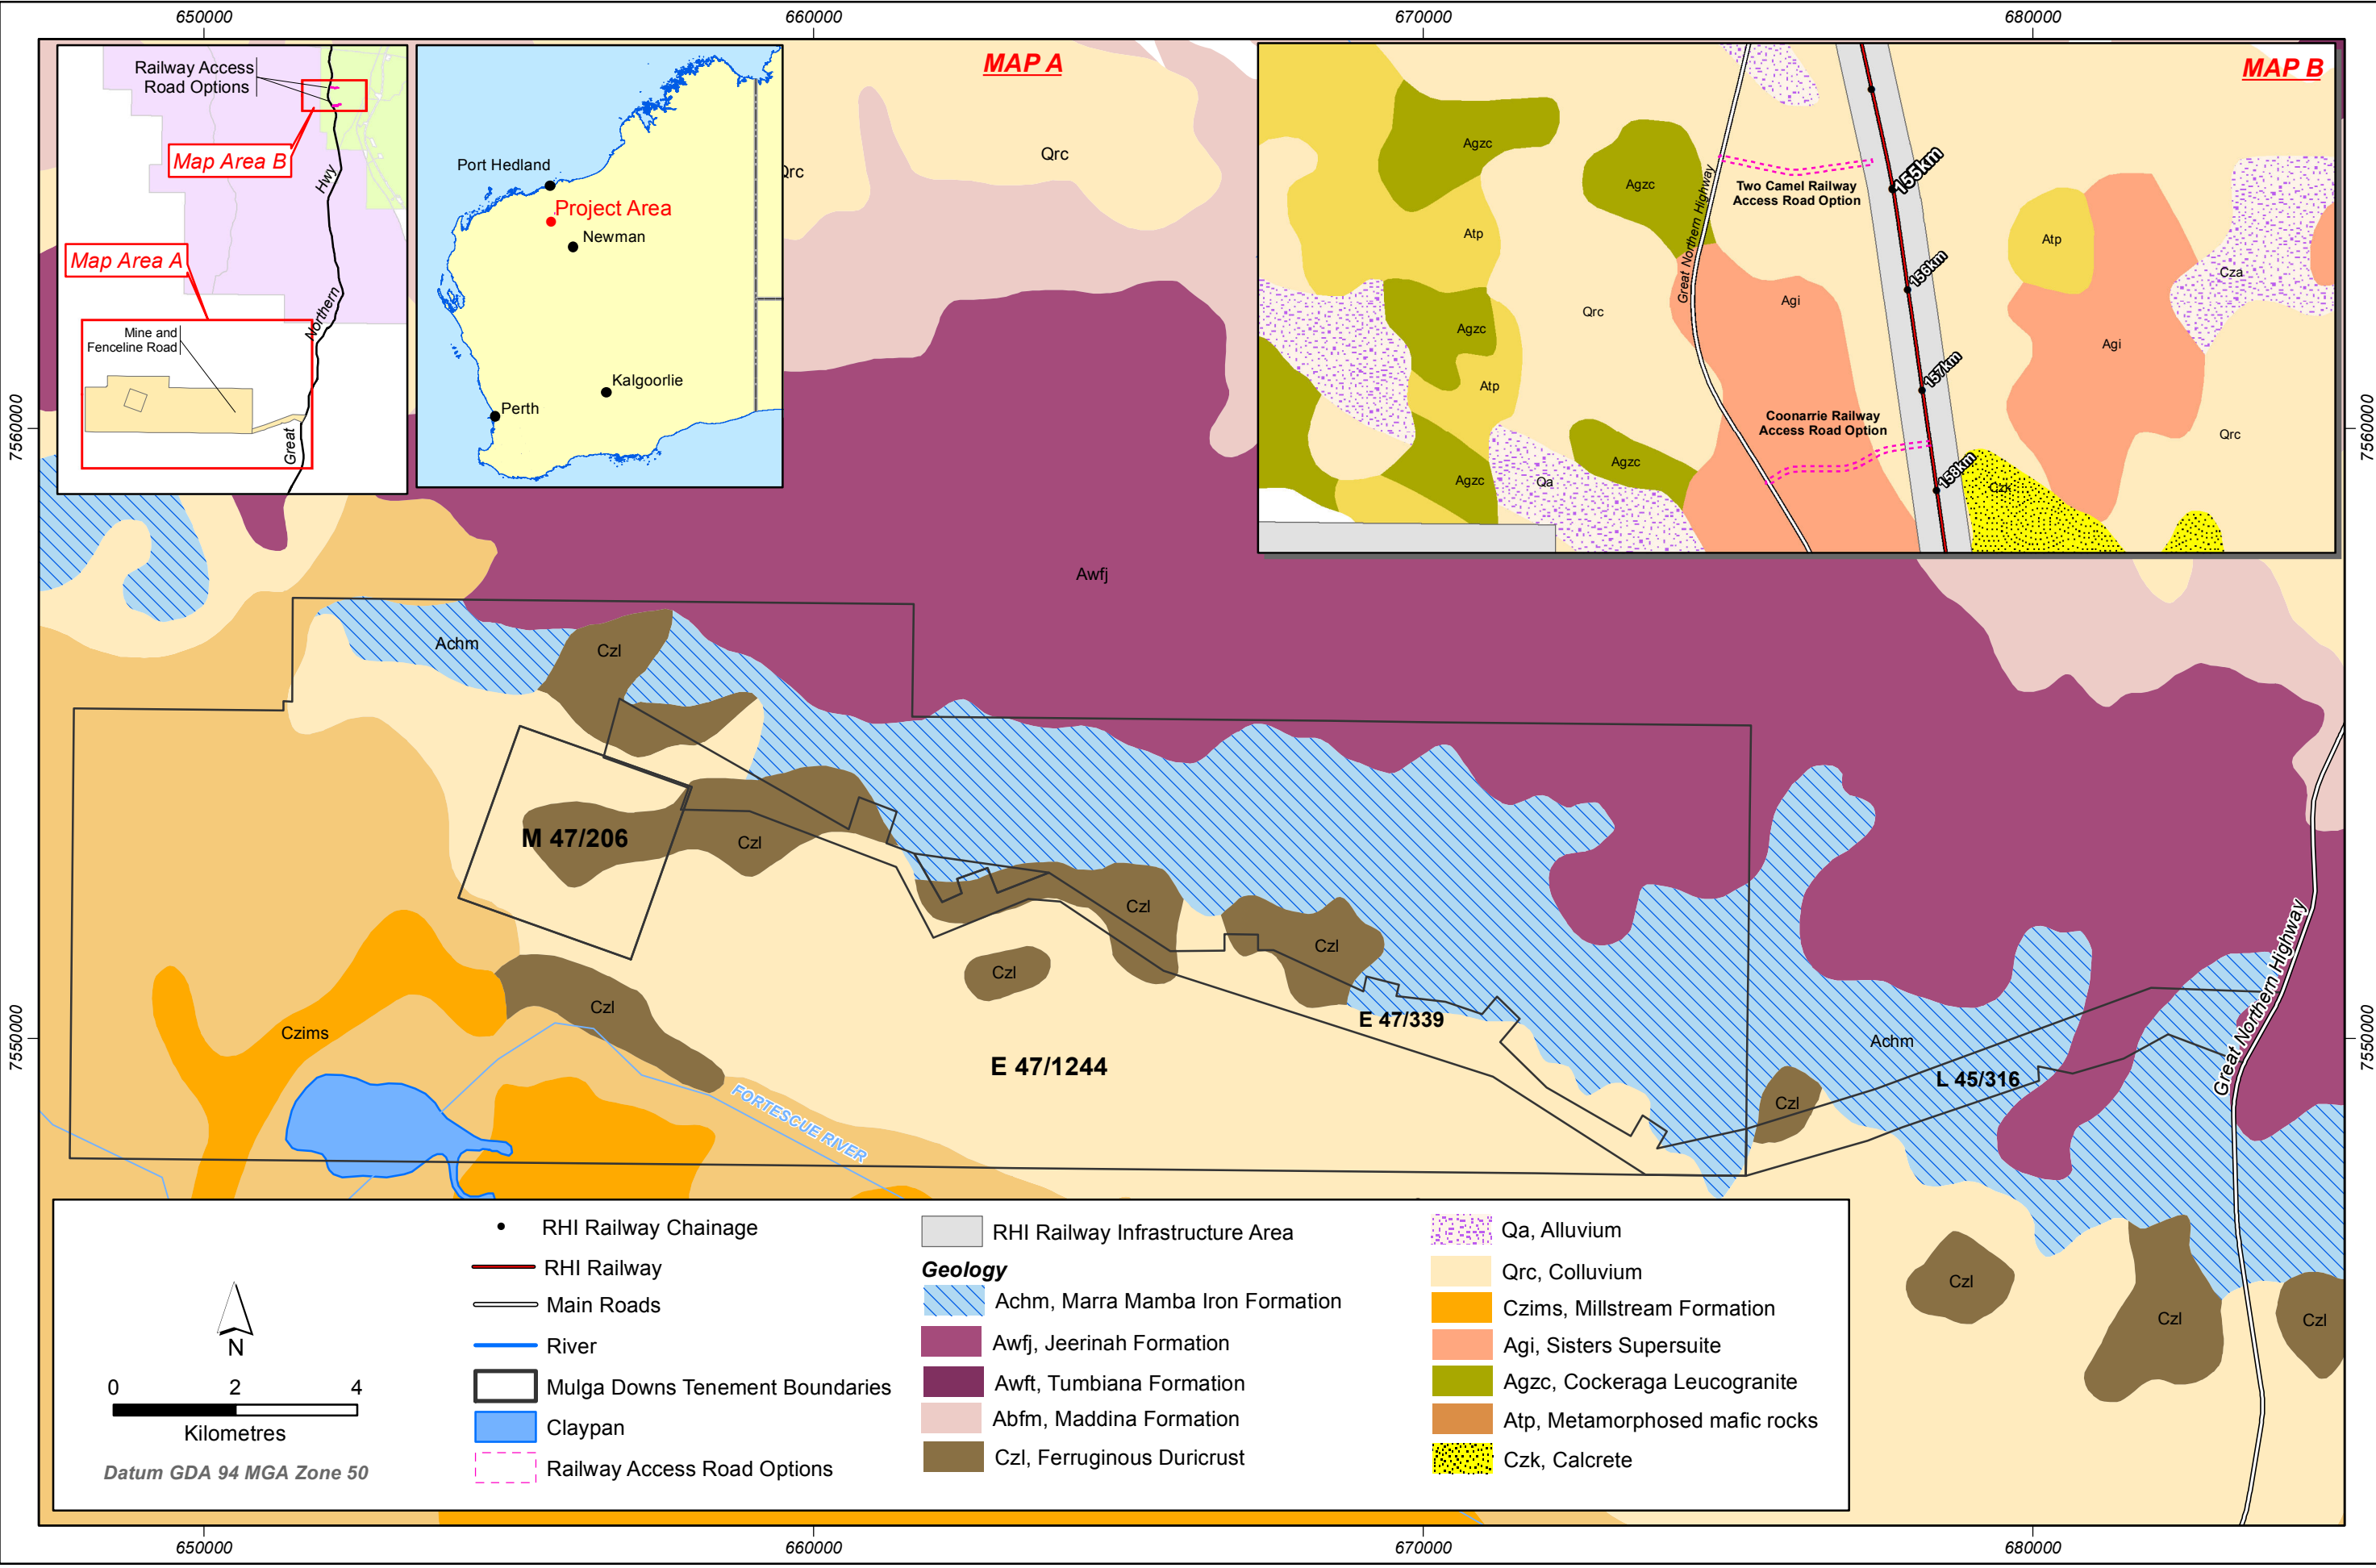 650000
660000
670000
680000
7560000
7550000
7560000
7550000
650000
660000
670000
680000
Railway Access
Road Options
Map Area B
Hwy
Map Area A
Northern
Mine and
Fenceline Road
Great
Port Hedland
Project Area
Newman
Kalgoorlie
Perth
MAP A
Qrc
Qrc
MAP B
Agzc
Agzc
Atp
Qrc
Agzc
Atp
Agzc
Agzc
Qa
Great Northern Highway
Two Camel Railway
Access Road Option
Agi
Coonarrie Railway
Access Road Option
155km
156km
157km
158km
Atp
Cza
Agi
Qrc
Czk
Awfj
Achm
Czl
M 47/206
Czl
Czl
Czl
Czl
Czl
Czims
E 47/339
E 47/1244
FORTESCUE RIVER
Achm
L 45/316
Czl
Great Northern Highway
Czl
Czl
Czl
N
0 2 4
Kilometres
Datum GDA 94 MGA Zone 50
RHI Railway Chainage
RHI Railway
Main Roads
River
Mulga Downs Tenement Boundaries
Claypan
Railway Access Road Options
RHI Railway Infrastructure Area
Geology
Achm, Marra Mamba Iron Formation
Awfj, Jeerinah Formation
Awft, Tumbiana Formation
Abfm, Maddina Formation
Czl, Ferruginous Duricrust
Qa, Alluvium
Qrc, Colluvium
Czims, Millstream Formation
Agi, Sisters Supersuite
Agzc, Cockeraga Leucogranite
Atp, Metamorphosed mafic rocks
Czk, Calcrete